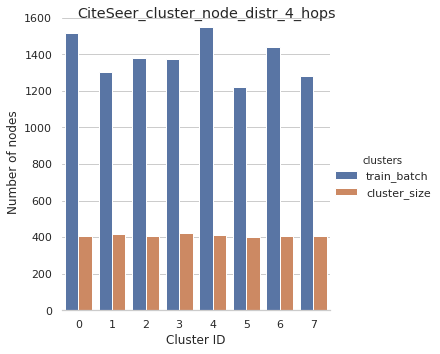 CiteSeer_cluster_node_distr_4_hops
1600
1400
1200
1000
800
600
400
200
0
Number of nodes
0 1 2 3 4 5 6 7
Cluster ID
clusters
train_batch
cluster_size